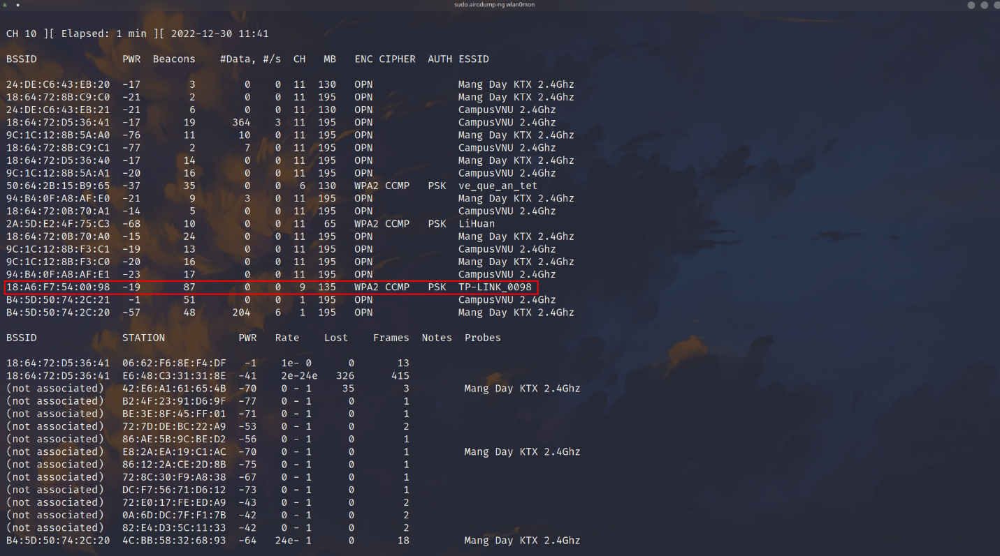 sudo airodump-ng wlan0mon
CH 10 ][ Elapsed: 1 min ][ 2022-12-30 11:41
BSSID PWR Beacons #Data, #/s CH MB ENC CIPHER AUTH ESSID
24:DE:C6:43:EB:20 -17 3 0 0 11 130 OPN Mang Day KTX 2.4Ghz
18:64:72:8B:C9:C0 -21 2 0 0 11 195 OPN Mang Day KTX 2.4Ghz
24:DE:C6:43:EB:21 -21 6 0 0 11 130 OPN CampusVNU 2.4Ghz
18:64:72:D5:36:41 -17 19 364 3 11 195 OPN CampusVNU 2.4Ghz
9C:1C:12:8B:5A:A0 -76 11 10 0 11 195 OPN Mang Day KTX 2.4Ghz
18:64:72:8B:C9:C1 -77 2 7 0 11 195 OPN CampusVNU 2.4Ghz
18:64:72:D5:36:40 -17 14 0 0 11 195 OPN Mang Day KTX 2.4Ghz
9C:1C:12:8B:5A:A1 -20 16 0 0 11 195 OPN CampusVNU 2.4Ghz
50:64:2B:15:B9:65 -37 35 0 0 6 130 WPA2 CCMP PSK ve_que_an_tet
94:B4:0F:A8:AF:E0 -21 9 3 0 11 195 OPN Mang Day KTX 2.4Ghz
18:64:72:0B:70:A1 -14 5 0 0 11 195 OPN CampusVNU 2.4Ghz
2A:5D:E2:4F:75:C3 -68 10 0 0 11 65 WPA2 CCMP PSK LiHuan
18:64:72:0B:70:A0 -15 24 0 0 11 195 OPN Mang Day KTX 2.4Ghz
9C:1C:12:8B:F3:C1 -19 13 0 0 11 195 OPN CampusVNU 2.4Ghz
9C:1C:12:8B:F3:C0 -20 16 0 0 11 195 OPN Mang Day KTX 2.4Ghz
94:B4:0F:A8:AF:E1 -23 17 0 0 11 195 OPN CampusVNU 2.4Ghz
18:A6:F7:54:00:98 -19 87 0 0 9 135 WPA2 CCMP PSK TP-LINK_0098
B4:5D:50:74:2C:21 -1 51 0 0 1 195 OPN CampusVNU 2.4Ghz
B4:5D:50:74:2C:20 -57 48 204 6 1 195 OPN Mang Day KTX 2.4Ghz
BSSID STATION PWR Rate Lost Frames Notes Probes
18:64:72:D5:36:41 06:62:F6:8E:F4:DF -1 1e- 0 0 13
18:64:72:D5:36:41 E6:48:C3:31:31:8E -41 2e-24e 326 415
(not associated) 42:E6:A1:61:65:4B -70 0 - 1 35 3 Mang Day KTX 2.4Ghz
(not associated) B2:4F:23:91:D6:9F -77 0 - 1 0 1
(not associated) BE:3E:8F:45:FF:01 -71 0 - 1 0 1
(not associated) 72:7D:DE:BC:22:A9 -53 0 - 1 0 2
(not associated) 86:AE:5B:9C:BE:D2 -56 0 - 1 0 1
(not associated) E8:2A:EA:19:C1:AC -70 0 - 1 0 1 Mang Day KTX 2.4Ghz
(not associated) 86:12:2A:CE:2D:8B -75 0 - 1 0 1
(not associated) 72:8C:30:F9:A8:38 -67 0 - 1 0 1
(not associated) DC:F7:56:71:D6:12 -73 0 - 1 0 1
(not associated) 72:E0:17:FE:ED:A9 -43 0 - 1 0 2
(not associated) 0A:6D:DC:7F:F1:7B -42 0 - 1 0 2
(not associated) 82:E4:D3:5C:11:33 -42 0 - 1 0 2
B4:5D:50:74:2C:20 4C:BB:58:32:68:93 -64 24e- 1 0 18 Mang Day KTX 2.4Ghz